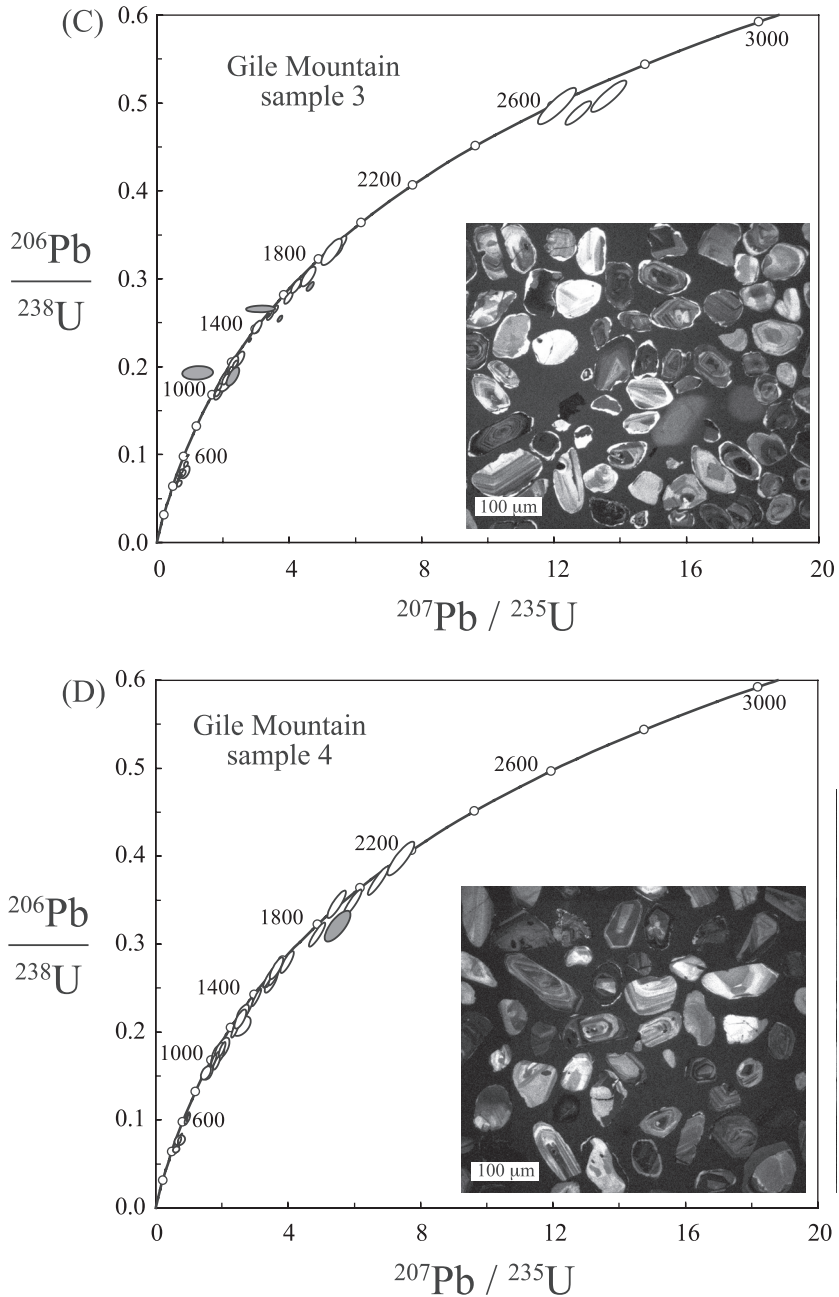 (C)
Gile Mountain
sample 3
0.6
0.5
0.4
0.3
0.2
0.1
0.0
206Pb
238U
3000
2600
2200
1800
1400
1000
600
100 µm
0
4
8
12
16
20
207Pb / 235U
(D)
Gile Mountain
sample 4
0.6
0.5
0.4
0.3
0.2
0.1
0.0
206Pb
238U
3000
2600
2200
1800
1400
1000
600
100 µm
0
4
8
12
16
20
207Pb / 235U